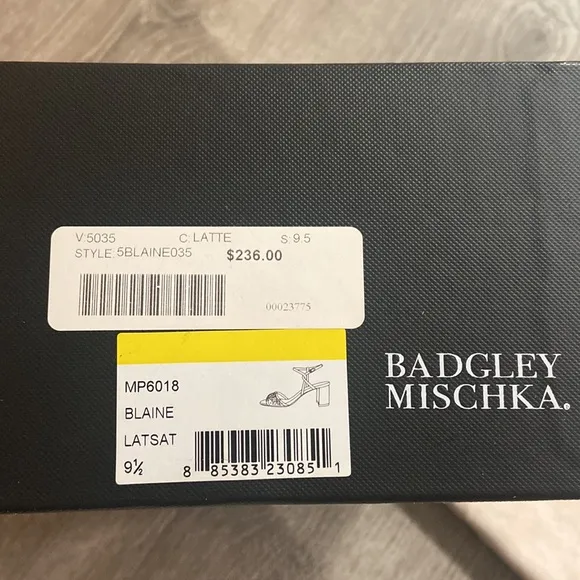 V:5035 C:LATTE S:9.5
STYLE:5BLAINE035 $236.00
00023775
MP6018
BLAINE
LATSAT
9½
8 85383 23085 1
BADGLEY
MISCHKA®